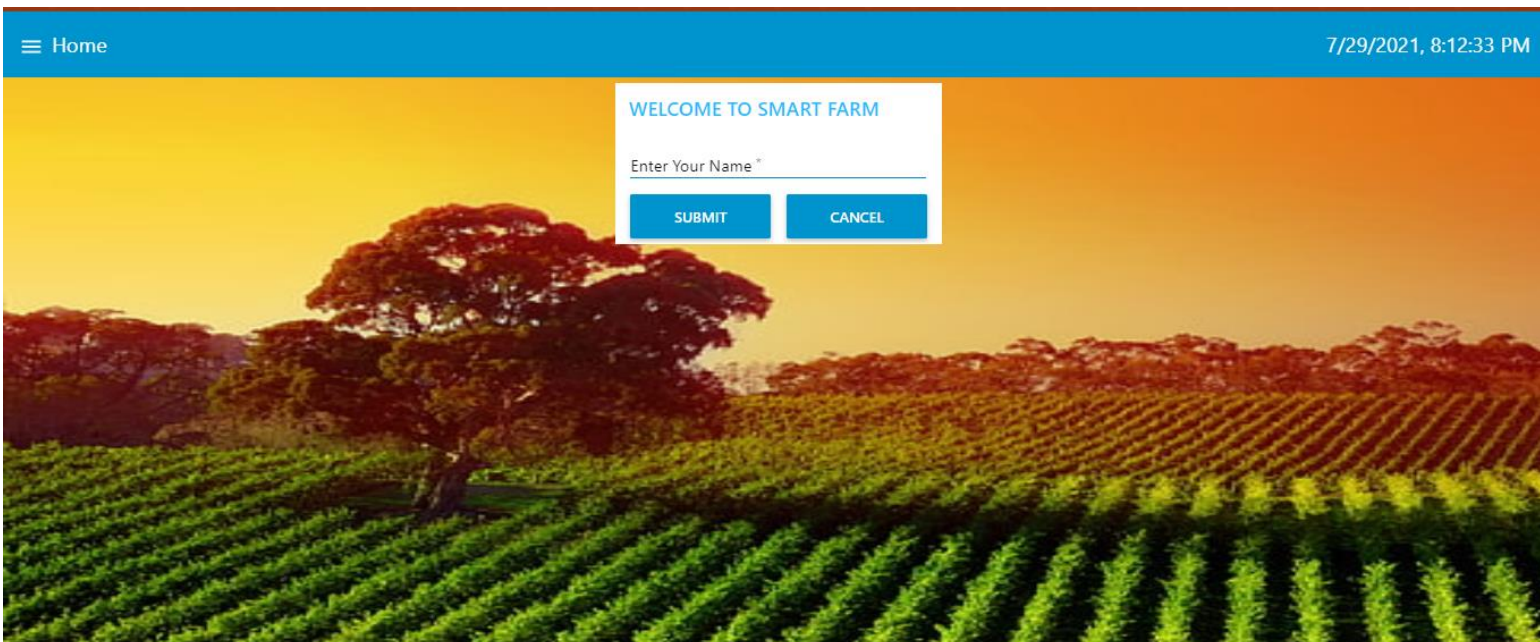 Home
7/29/2021, 8:12:33 PM
WELCOME TO SMART FARM
Enter Your Name *
SUBMIT
CANCEL